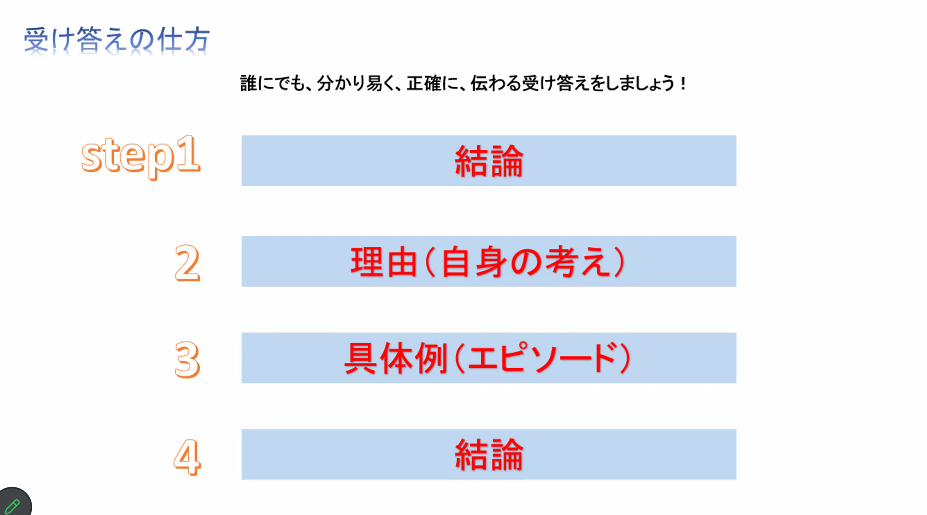 受け答えの仕方
誰にでも、分かり易く、正確に、伝わる受け答えをしましょう！
step1 結論
2 理由（自身の考え）
3 具体例（エピソード）
4 結論